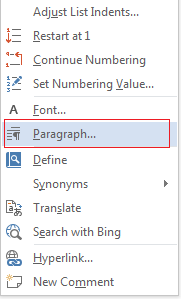 Adjust List Indents...
Restart at 1
Continue Numbering
Set Numbering Value...
A Font...
Paragraph...
Define
Synonyms
Translate
Search with Bing
Hyperlink...
New Comment